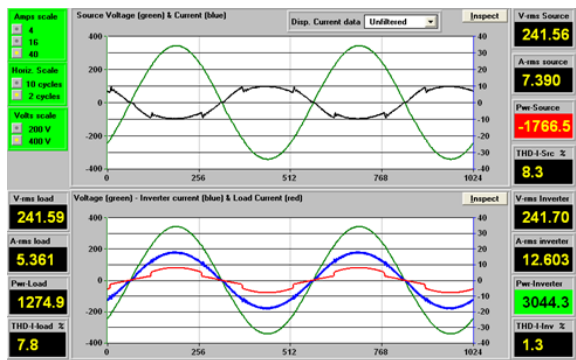 Amps scale
4
16
40
Horiz. Scale
10 cycles
2 cycles
Volts scale
200 V
400 V
Source Voltage (green) & Current (blue)
Disp. Current data Unfiltered
Inspect
400
200
0
-200
-400
40
30
20
10
0
-10
-20
-30
-40
0 256 512 768 1024
V-rms Source
241.56
A-rms source
7.390
Pwr-Source
-1766.5
THD-I-Src %
8.3
V-rms load
241.59
A-rms load
5.361
Pwr-Load
1274.9
THD-I-load %
7.8
Voltage (green) - Inverter current (blue) & Load Current (red)
Inspect
400
200
0
-200
-400
40
30
20
10
0
-10
-20
-30
-40
0 256 512 768 1024
V-rms Inverter
241.70
A-rms inverter
12.603
Pwr-Inverter
3044.3
THD-I-Inv %
1.3